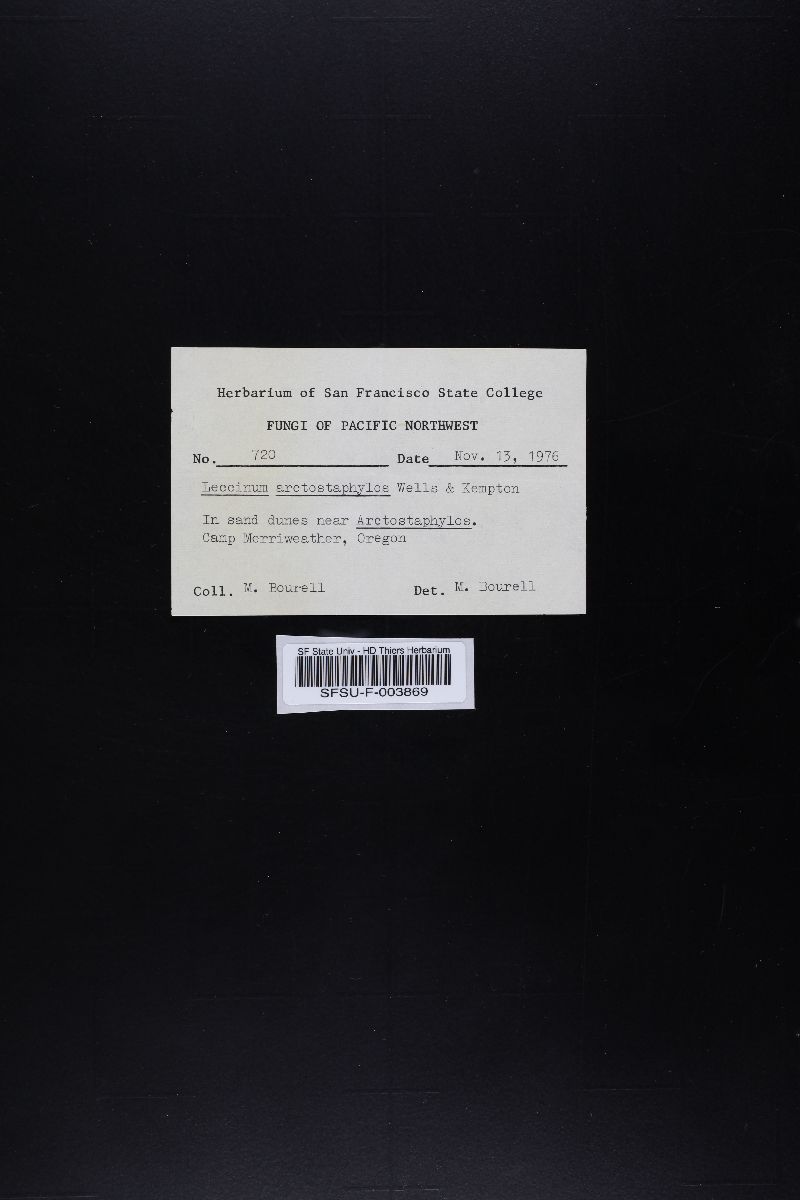 Herbarium of San Francisco State College
FUNGI OF PACIFIC NORTHWEST
No. 720 Date Nov. 13, 1976
Leccinum arctostaphylos Wells & Kempton
In sand dunes near Arctostaphylos.
Camp Merriweather, Oregon
Coll. M. Bourell Det. M. Bourell
SF State Univ - HD Thiers Herbarium
SFSU-F-003869